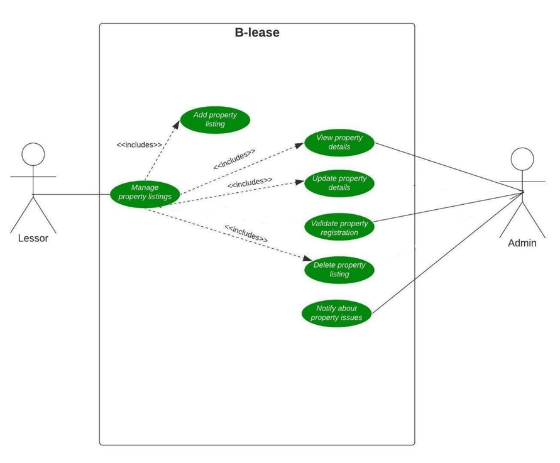 B-lease
Add property
listing
<<includes>>
View property
details
<<includes>>
Update property
details
<<includes>>
Manage
property listings
Validate property
registration
<<includes>>
Delete property
listing
Notify about
property issues
Lessor
Admin